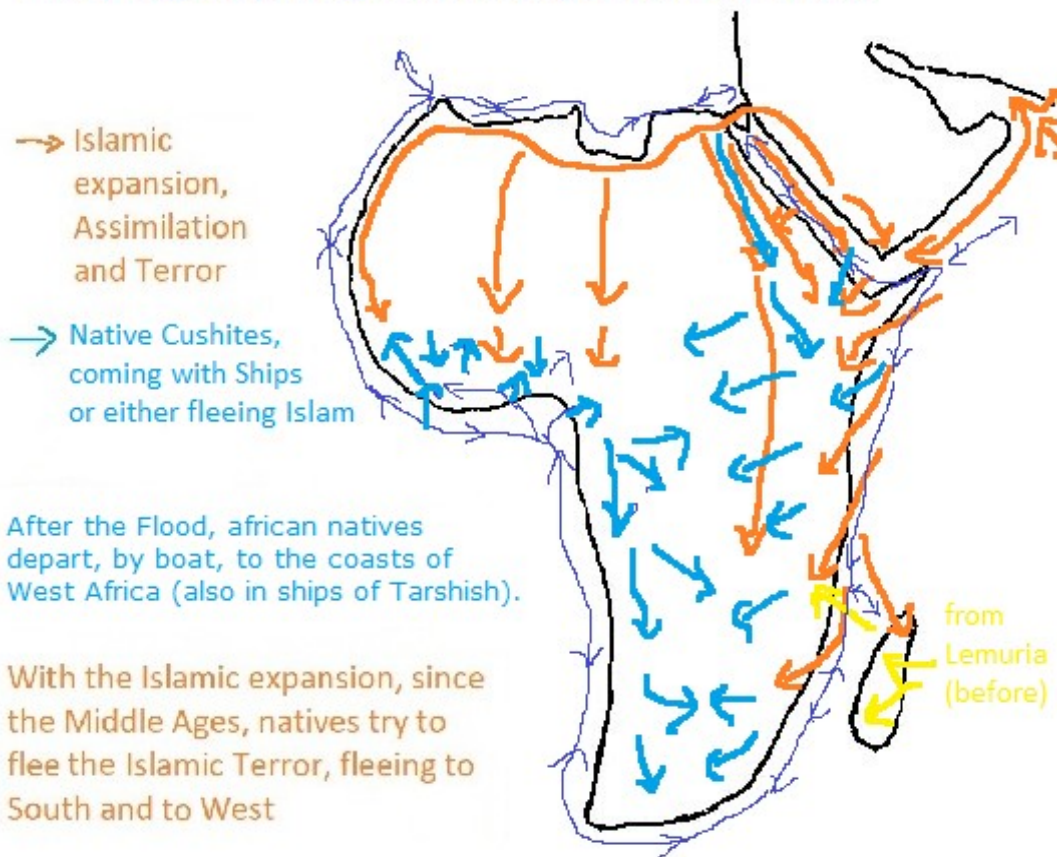 Islamic
expansion,
Assimilation
and Terror
Native Cushites,
coming with Ships
or either fleeing Islam
After the Flood, african natives
depart, by boat, to the coasts of
West Africa (also in ships of Tarshish).
With the Islamic expansion, since
the Middle Ages, natives try to
flee the Islamic Terror, fleeing to
South and to West
from
Lemuria
(before)